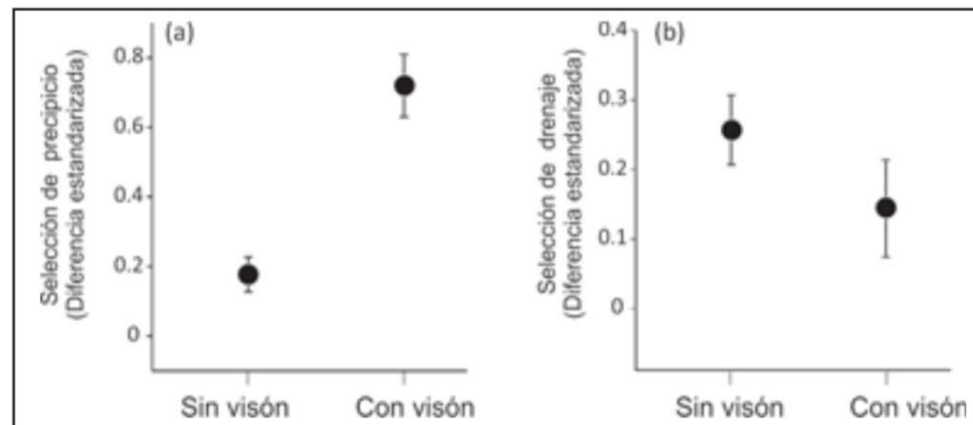 (a)
Selección de precipicio
(Diferencia estandarizada)
0.8
0.6
0.4
0.2
0
Sin visón
Con visón
(b)
Selección de drenaje
(Diferencia estandarizada)
0.4
0.3
0.2
0.1
0
Sin visón
Con visón